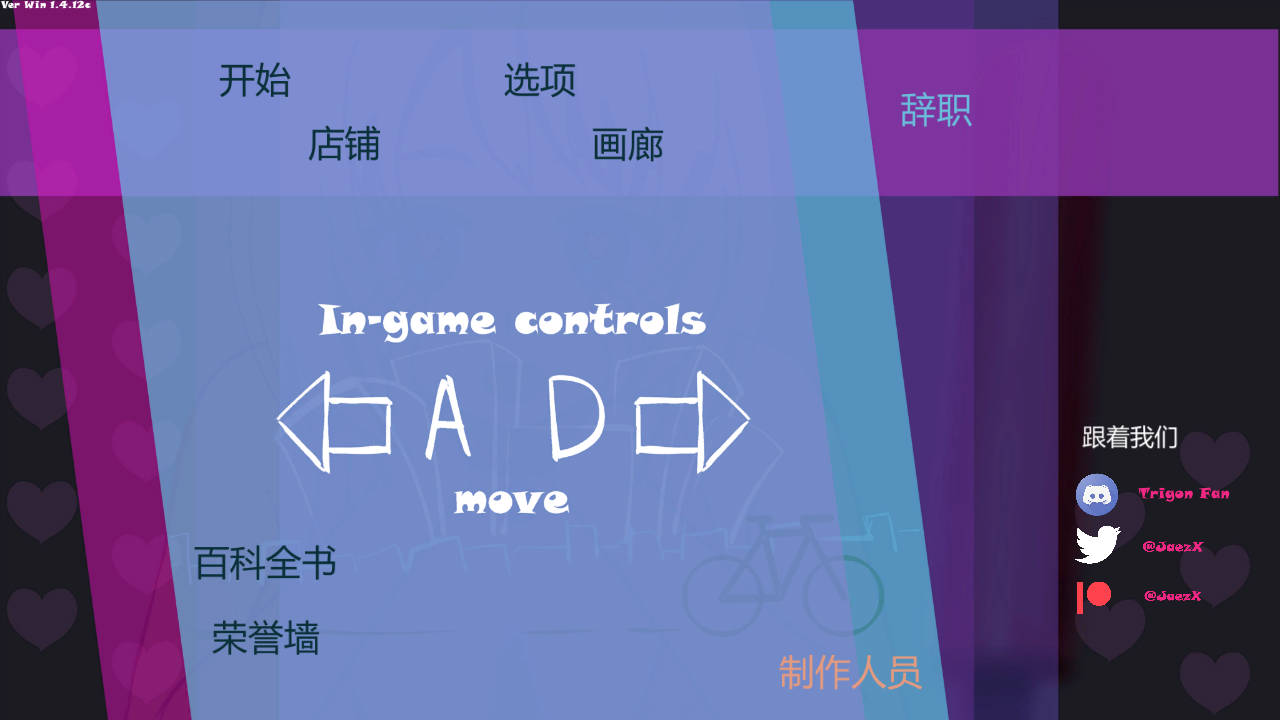 Ver Win 1.4.12c
开始
选项
辞职
店铺
画廊
In-game controls
A D
move
跟着我们
Trigon Fan
@JaezX
@JaezX
百科全书
荣誉墙
制作人员